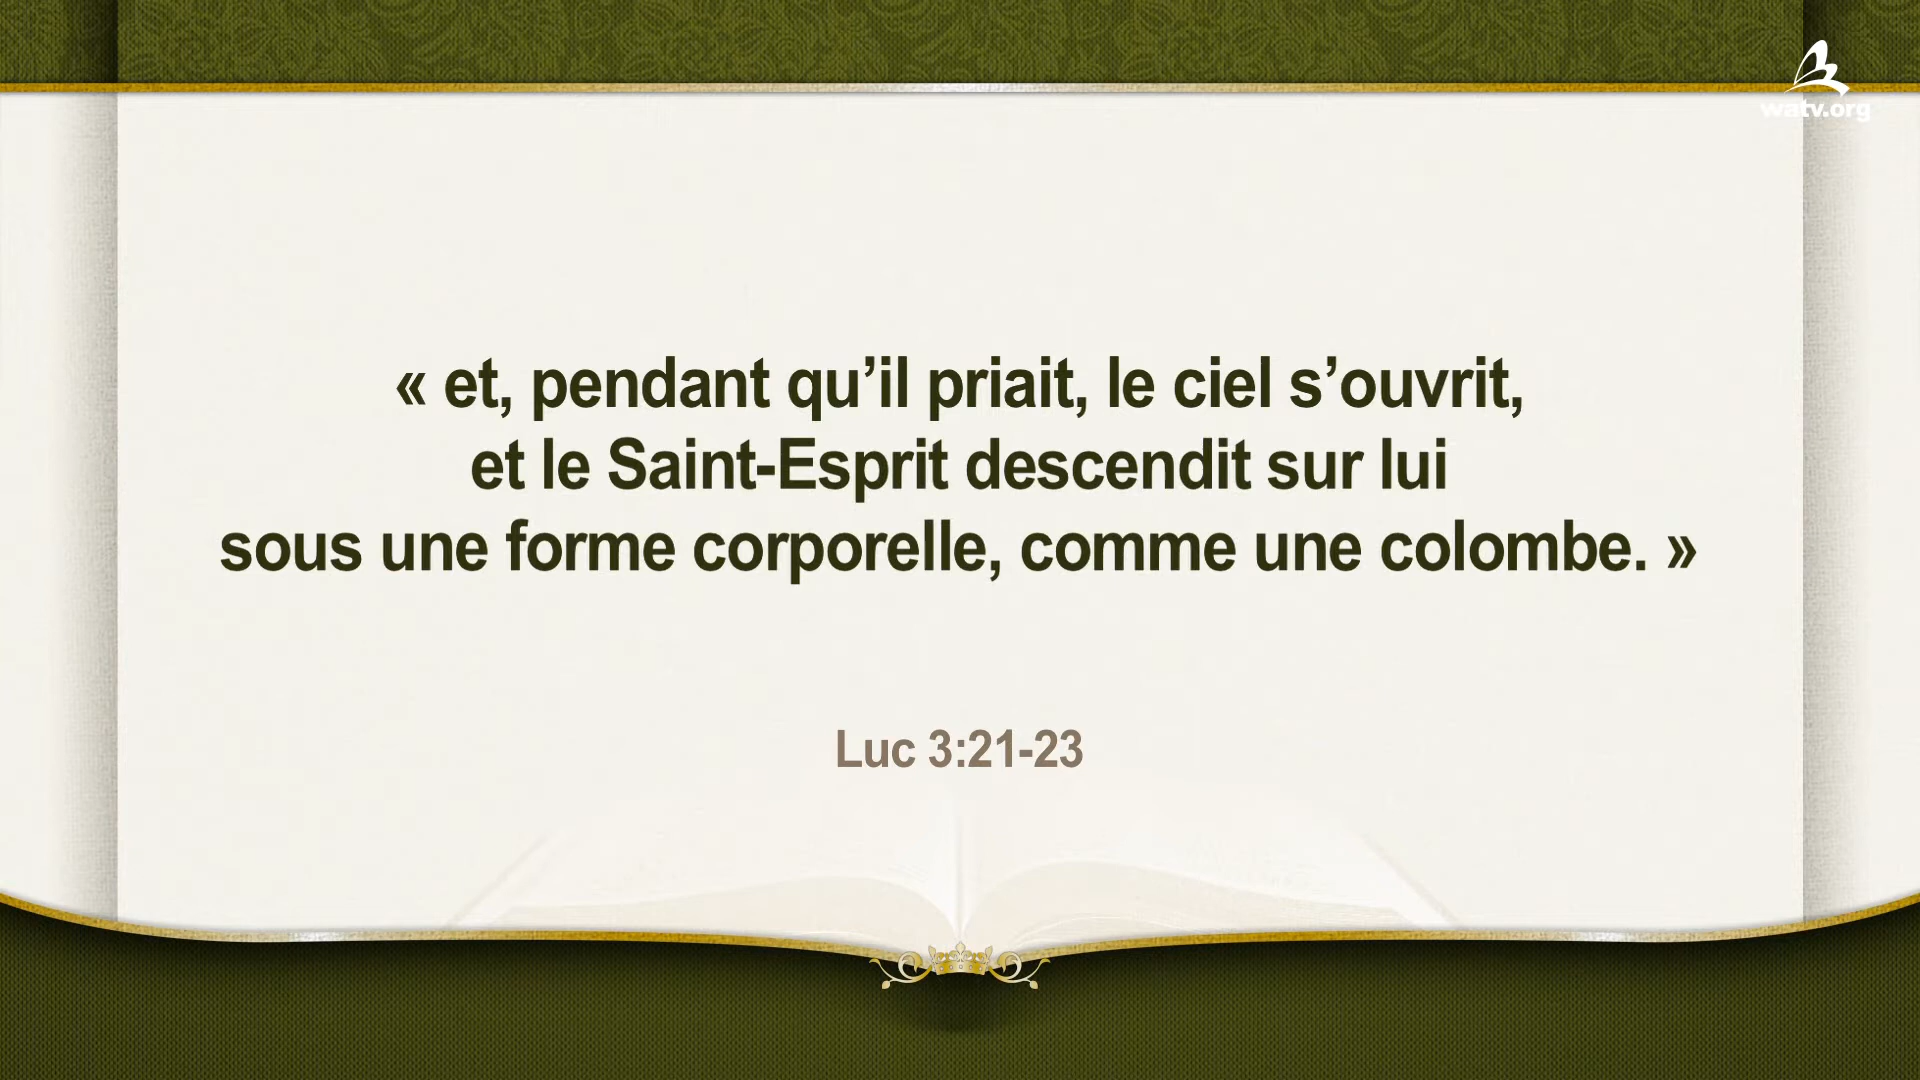 watv.org
« et, pendant qu’il priait, le ciel s’ouvrit,
et le Saint-Esprit descendit sur lui
sous une forme corporelle, comme une colombe. »
Luc 3:21-23